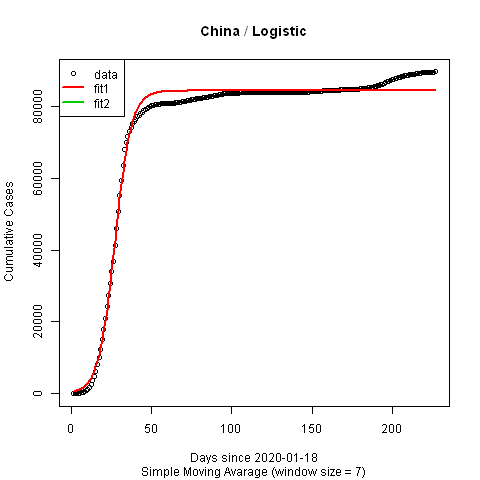 China / Logistic
data
fit1
fit2
Cumulative Cases
0
20000
40000
60000
80000
0
50
100
150
200
Days since 2020-01-18
Simple Moving Avarage (window size = 7)